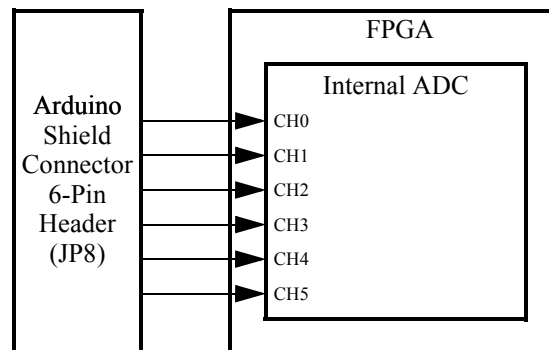 Arduino
Shield
Connector
6-Pin
Header
(JP8)
FPGA
Internal ADC
CH0
CH1
CH2
CH3
CH4
CH5